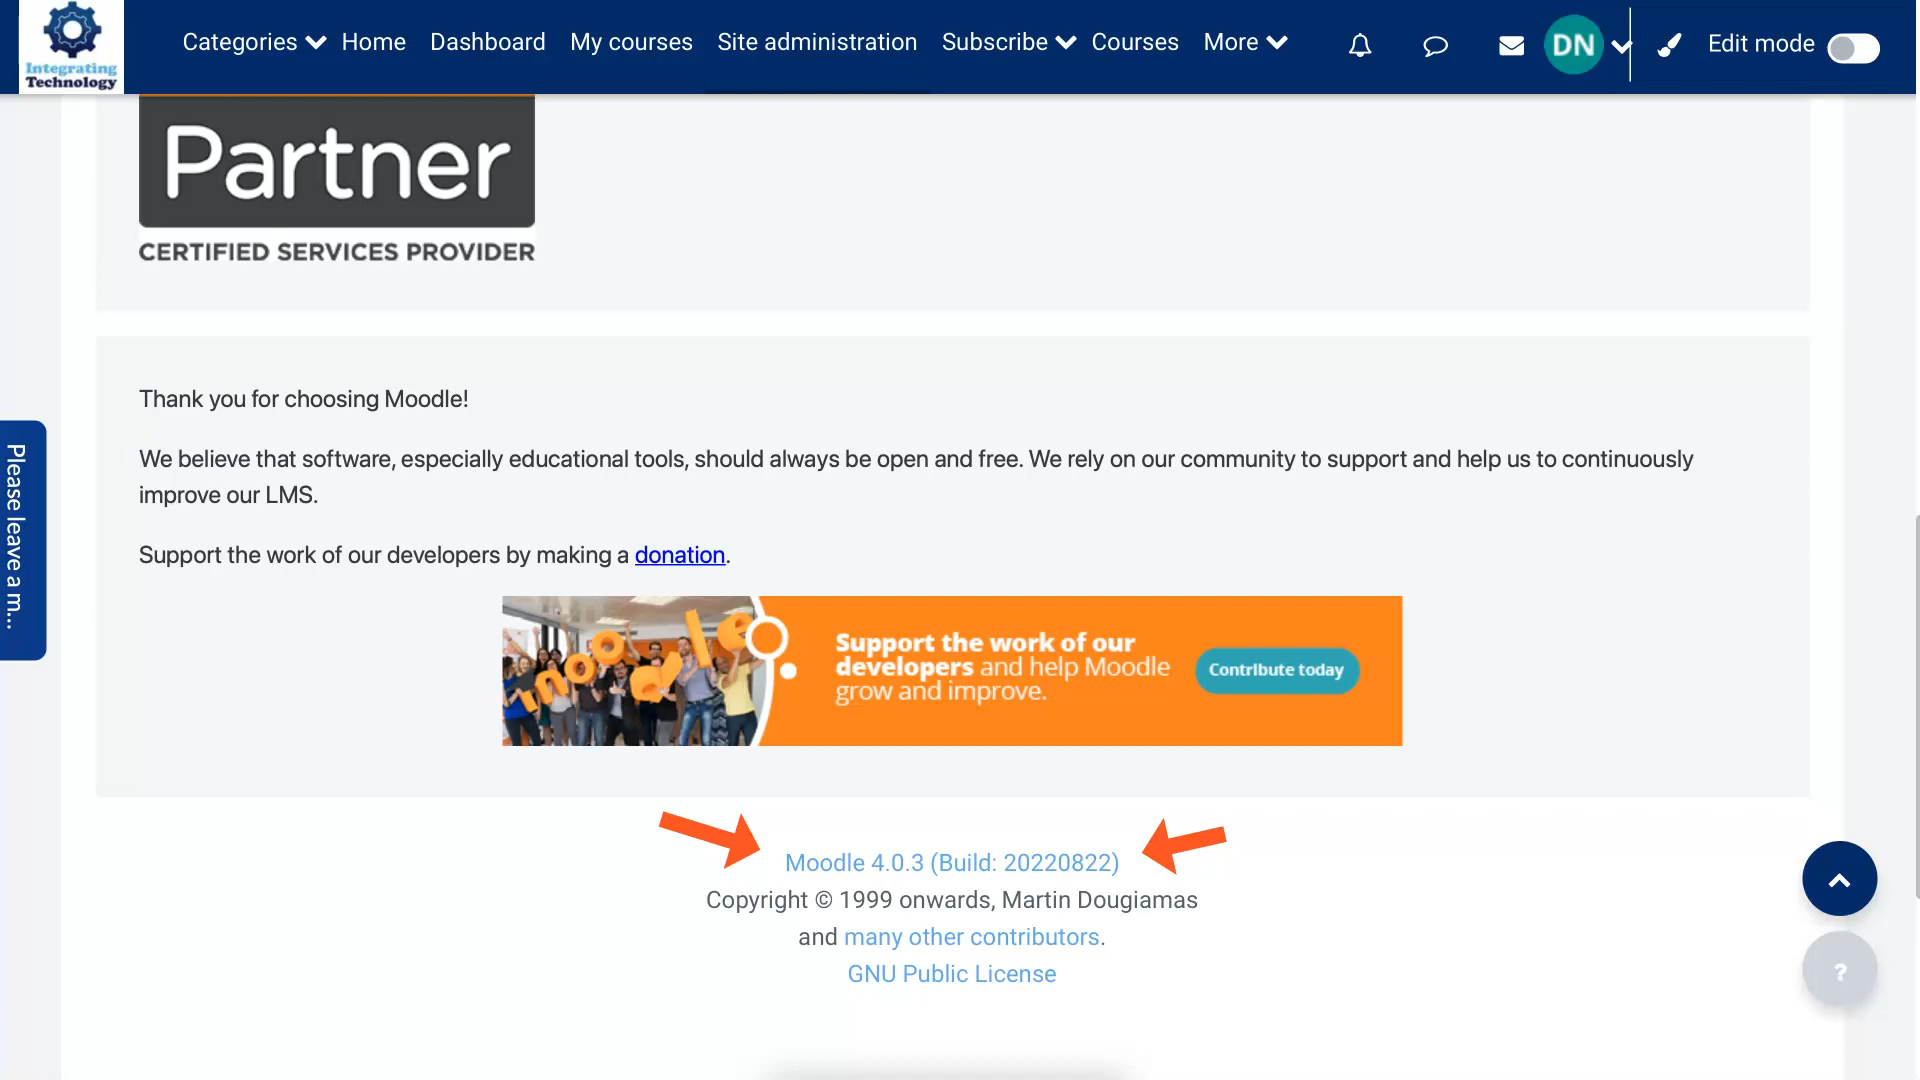 Integrating
Technology
Categories Home Dashboard My courses Site administration Subscribe Courses More DN Edit mode
Partner
CERTIFIED SERVICES PROVIDER
Thank you for choosing Moodle!
We believe that software, especially educational tools, should always be open and free. We rely on our community to support and help us to continuously
improve our LMS.
Support the work of our developers by making a donation.
Please leave a m...
moodle
Support the work of our
developers and help Moodle
grow and improve.
Contribute today
Moodle 4.0.3 (Build: 20220822)
Copyright © 1999 onwards, Martin Dougiamas
and many other contributors.
GNU Public License
?